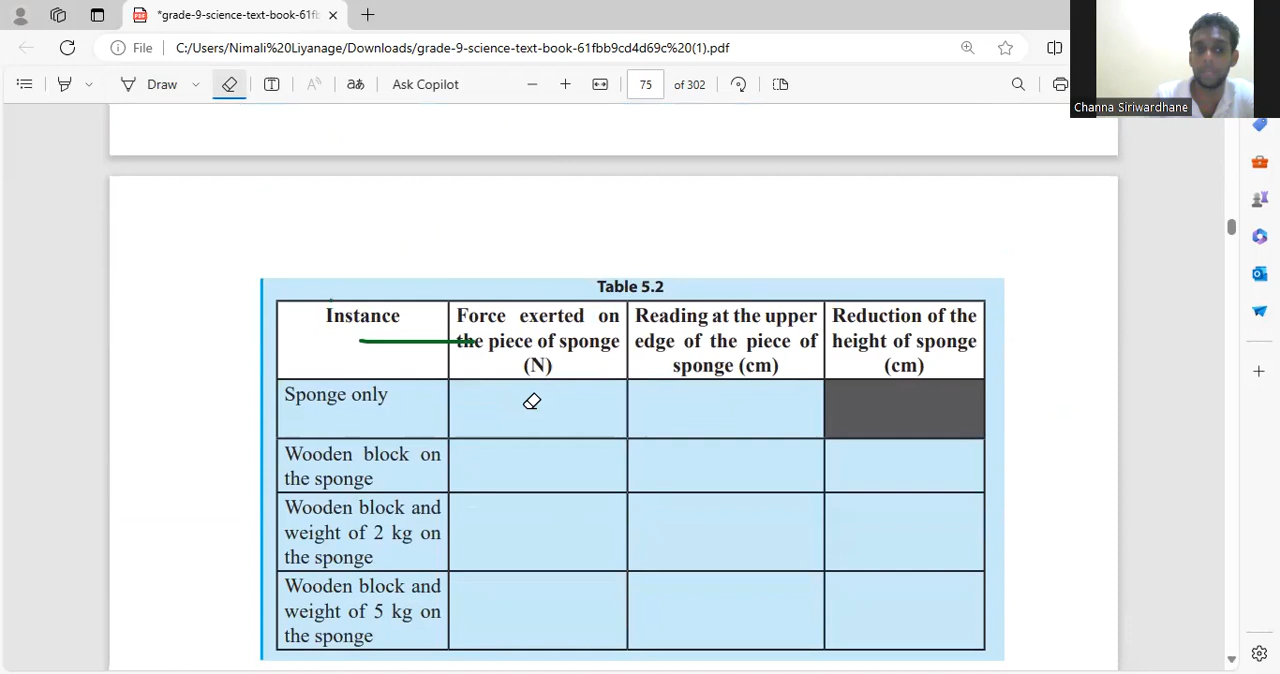 *grade-9-science-text-book-61fl
File
C:/Users/Nimali%20Liyanage/Downloads/grade-9-science-text-book-61fbb9cd4d69c%20(1).pdf
Draw
aあ
Ask Copilot
75
of 302
Channa Siriwardhane
Table 5.2
Instance
Force exerted on
the piece of sponge
(N)
Reading at the upper
edge of the piece of
sponge (cm)
Reduction of the
height of sponge
(cm)
Sponge only
Wooden block on
the sponge
Wooden block and
weight of 2 kg on
the sponge
Wooden block and
weight of 5 kg on
the sponge